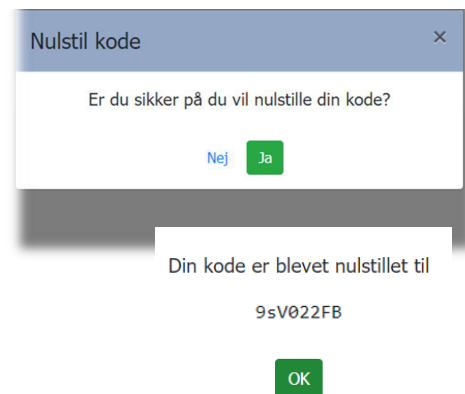 Nulstil kode ×
Er du sikker på du vil nulstille din kode?
Nej Ja
Din kode er blevet nulstillet til
9sV022FB
OK